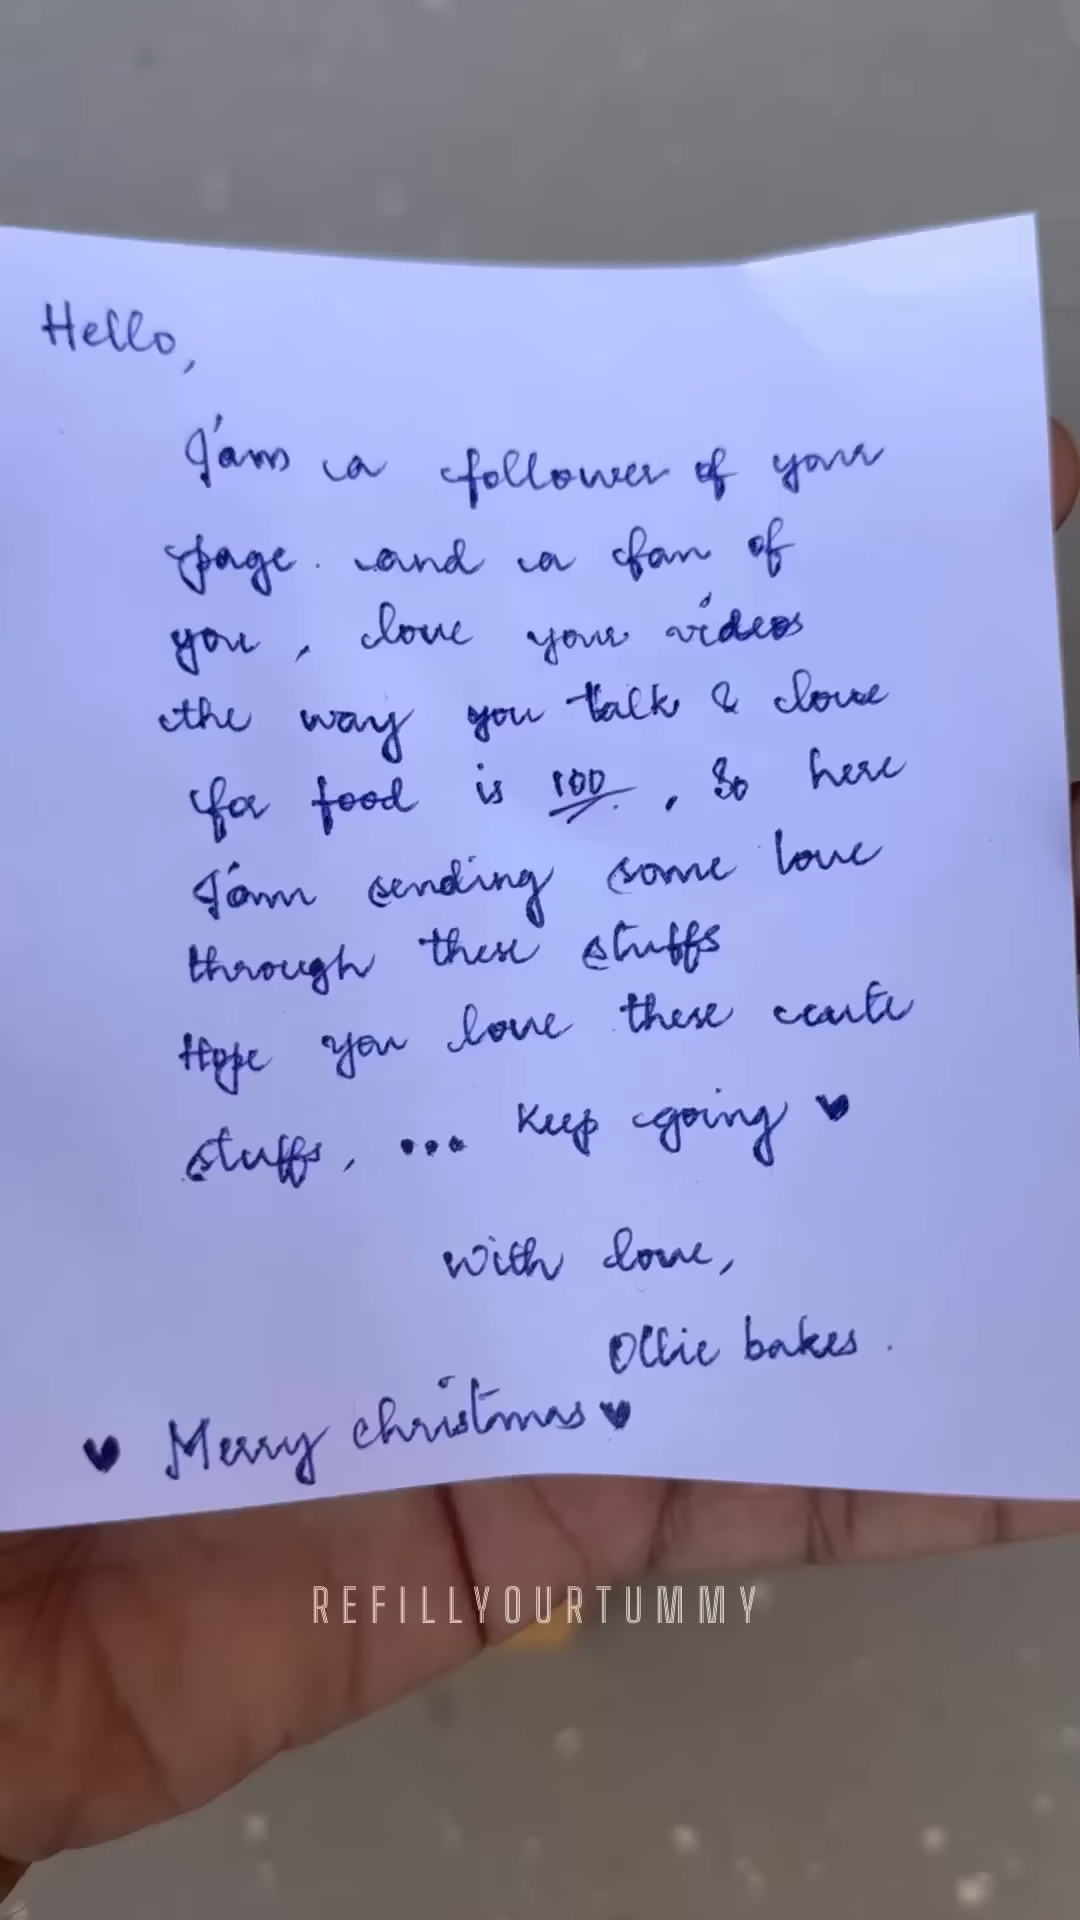 Hello,
I'am a follower of your
page. and a fan of
you, love your videos
the way you talk & love
for food is 100, So here
I'am sending some love
through these stuffs
Hope you love these cute
stuffs, ... Keep going ♥
With love,
Ollie bakes.
♥ Merry christmas ♥
REFILLYOURTUMMY